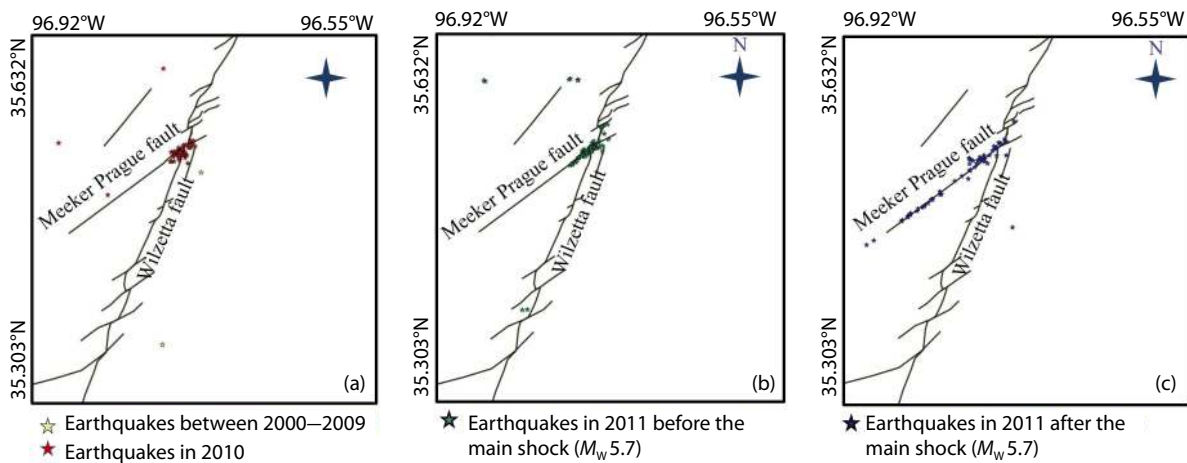 96.92°W 96.55°W
35.632°N
35.303°N
Meeker Prague fault
Wilzetta fault
(a)
Earthquakes between 2000—2009
Earthquakes in 2010
96.92°W 96.55°W
N
35.632°N
35.303°N
Meeker Prague fault
Wilzetta fault
(b)
Earthquakes in 2011 before the
main shock (MW 5.7)
96.92°W 96.55°W
N
35.632°N
35.303°N
Meeker Prague fault
Wilzetta fault
(c)
Earthquakes in 2011 after the
main shock (MW 5.7)